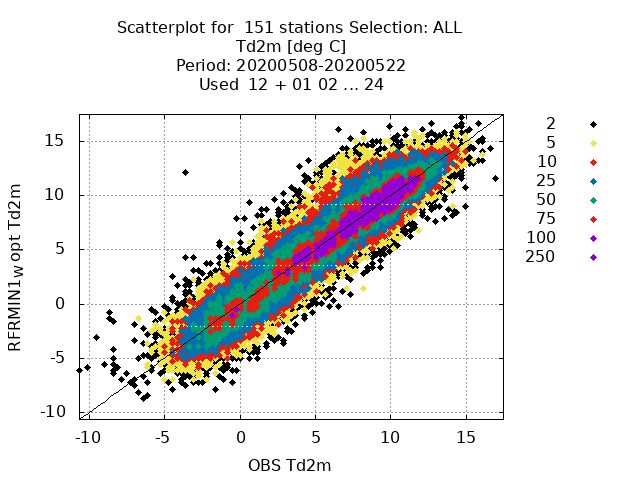 Scatterplot for  151 stations Selection: ALL
Td2m [deg C]
Period: 20200508-20200522
Used  12 + 01 02 ... 24
RFRMIN1W opt Td2m
15
10
5
0
-5
-10
-10 -5 0 5 10 15
OBS Td2m
2
5
10
25
50
75
100
250